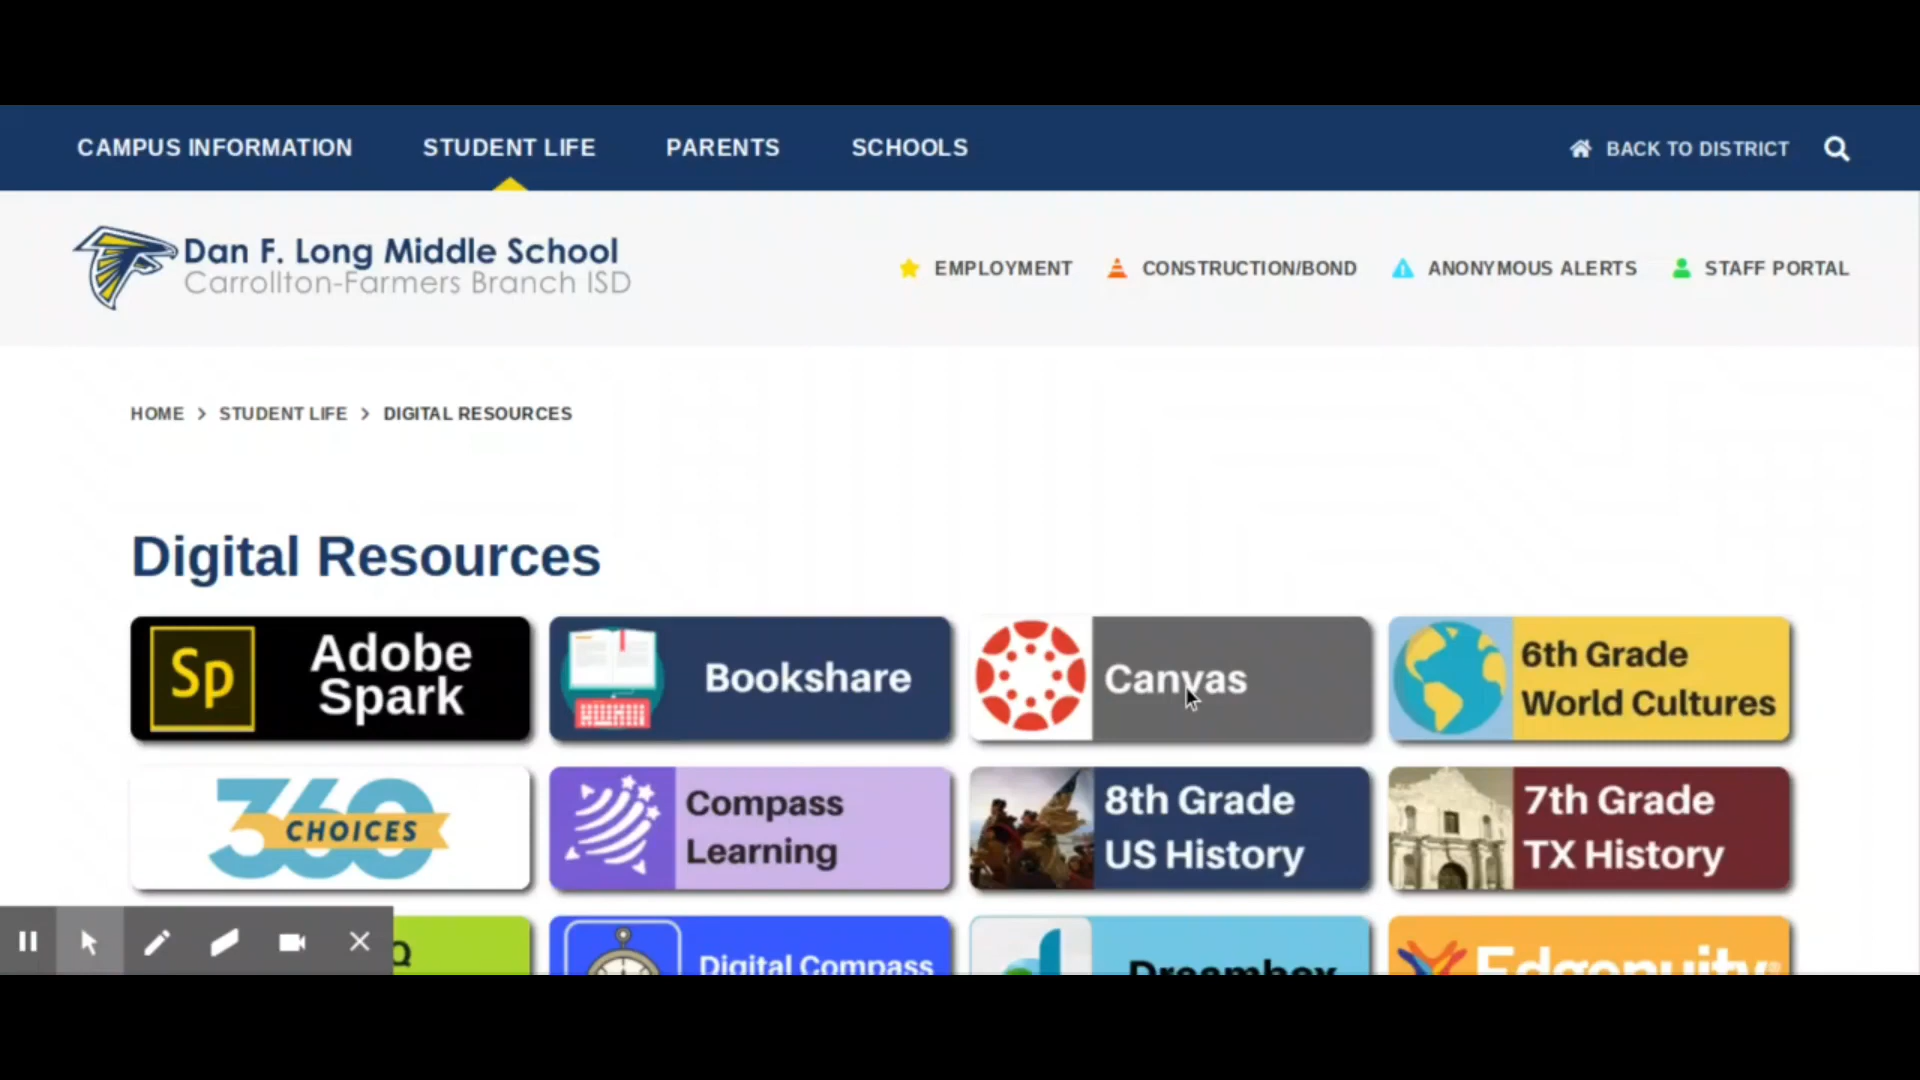 CAMPUS INFORMATION STUDENT LIFE PARENTS SCHOOLS BACK TO DISTRICT
Dan F. Long Middle School
Carrollton-Farmers Branch ISD
EMPLOYMENT CONSTRUCTION/BOND ANONYMOUS ALERTS STAFF PORTAL
HOME > STUDENT LIFE > DIGITAL RESOURCES
Digital Resources
Sp
Adobe
Spark
Bookshare
Canvas
6th Grade
World Cultures
360
CHOICES
Compass
Learning
8th Grade
US History
7th Grade
TX History
Q
Digital Compass
Dreambox
Edgenuity